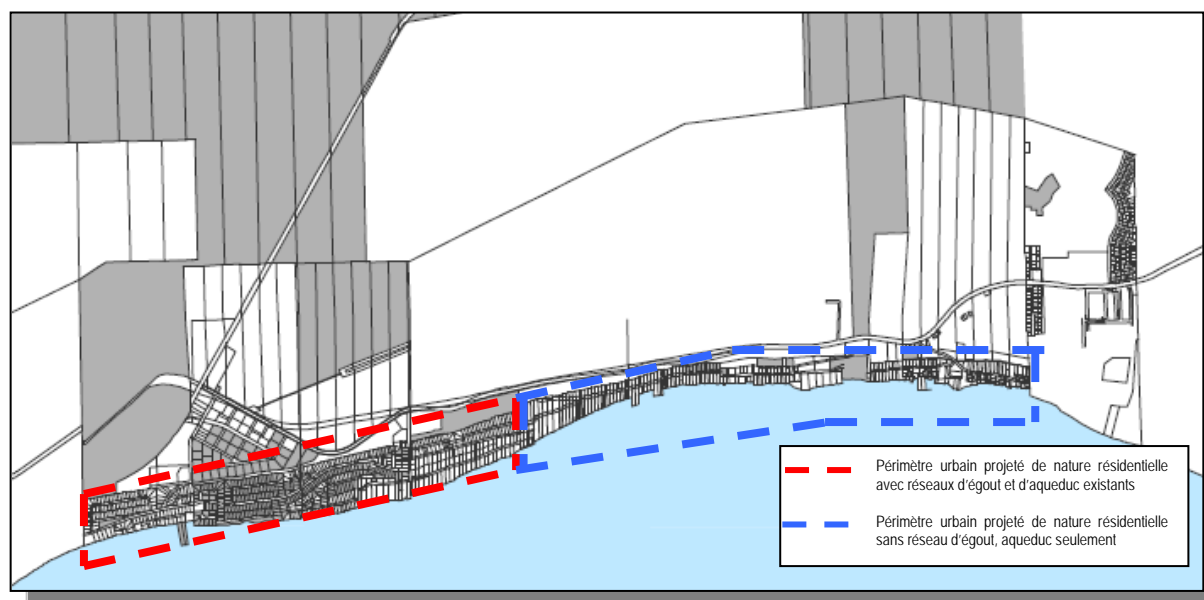 Périmètre urbain projeté de nature résidentielle
avec réseaux d'égout et d'aqueduc existants
Périmètre urbain projeté de nature résidentielle
sans réseau d'égout, aqueduc seulement